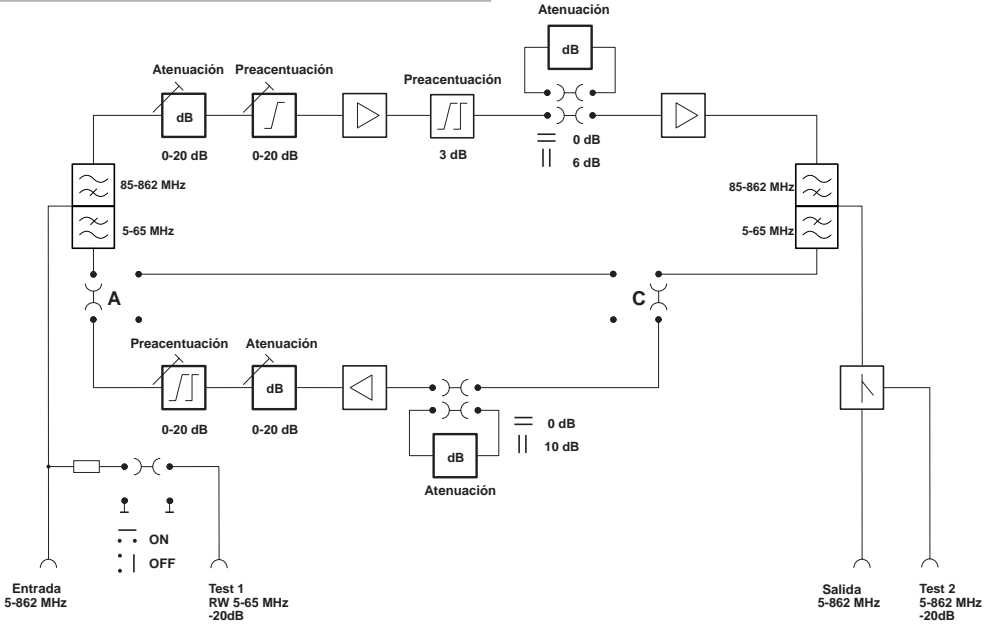 Atenuación
dB
Atenuación
Preacentuación
Preacentuación
dB
0-20 dB
0-20 dB
3 dB
0 dB
6 dB
85-862 MHz
85-862 MHz
5-65 MHz
5-65 MHz
A
C
Preacentuación
Atenuación
dB
0-20 dB
0-20 dB
0 dB
10 dB
dB
Atenuación
ON
OFF
Entrada
5-862 MHz
Test 1
RW 5-65 MHz
-20dB
Salida
5-862 MHz
Test 2
5-862 MHz
-20dB